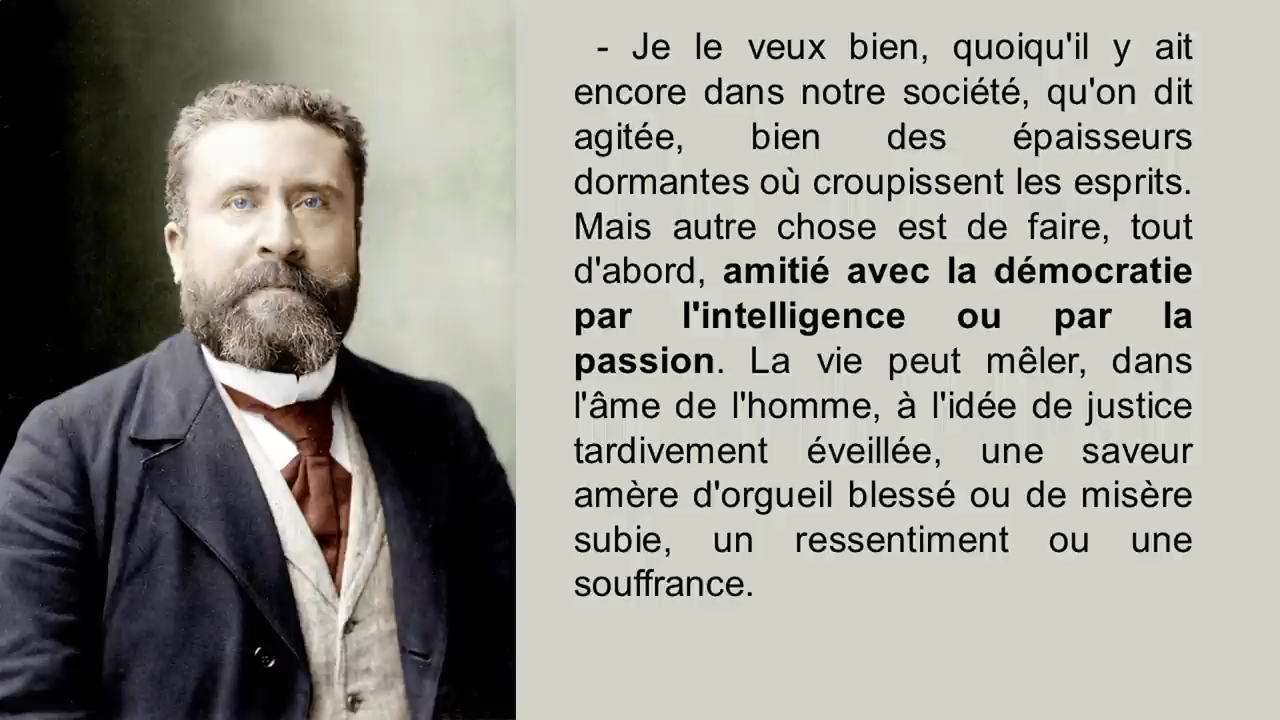 - Je le veux bien, quoiqu'il y ait
encore dans notre société, qu'on dit
agitée, bien des épaisseurs
dormantes où croupissent les esprits.
Mais autre chose est de faire, tout
d'abord, amitié avec la démocratie
par l'intelligence ou par la
passion. La vie peut mêler, dans
l'âme de l'homme, à l'idée de justice
tardivement éveillée, une saveur
amère d'orgueil blessé ou de misère
subie, un ressentiment ou une
souffrance.